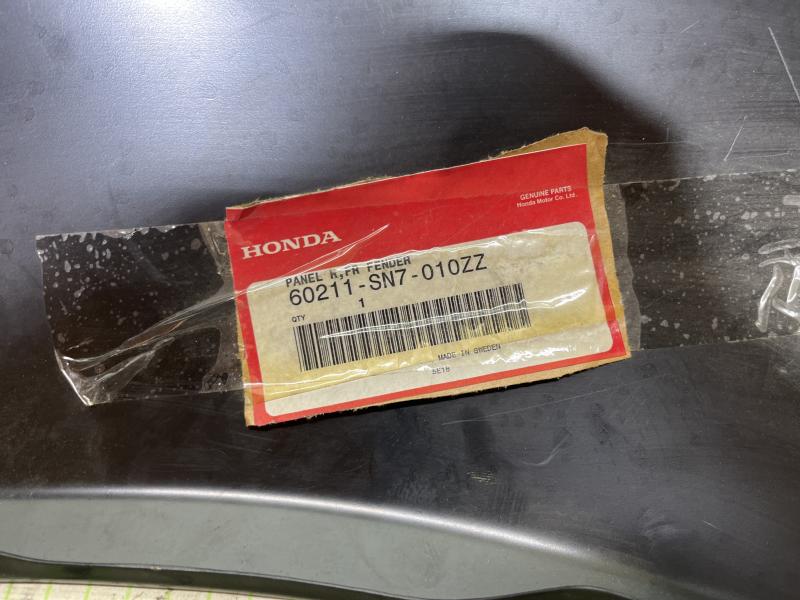 GENUINE PARTS
Honda Motor Co. Ltd.
HONDA
PANEL R,FR FENDER
60211-SN7-010ZZ
QTY 1
MADE IN SWEDEN